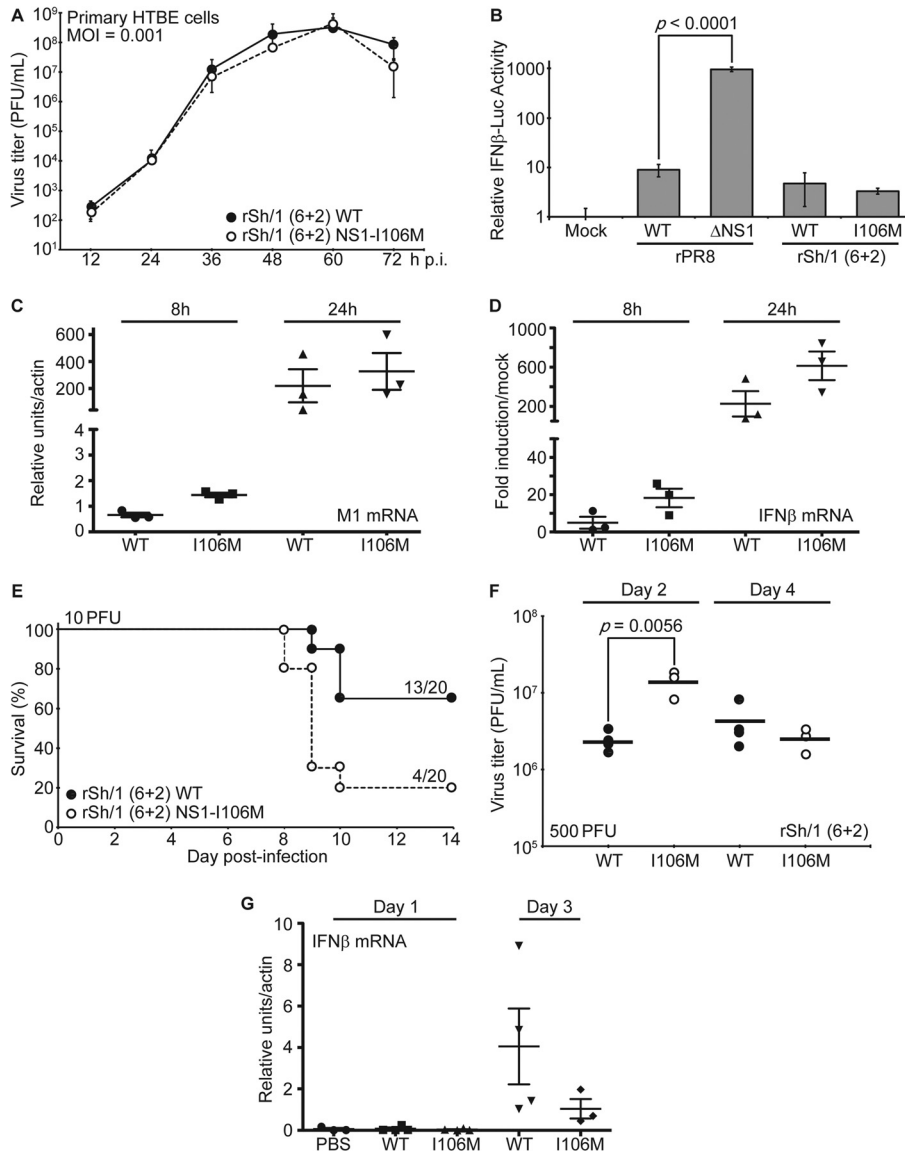 A
Primary HTBE cells
MOI = 0.001
Virus titer (PFU/mL)
10⁹
10⁸
10⁷
10⁶
10⁵
10⁴
10³
10²
rSh/1 (6+2) WT
rSh/1 (6+2) NS1-I106M
12 24 36 48 60 72 h p.i.
B
p < 0.0001
Relative IFNβ-Luc Activity
1000
100
10
1
Mock WT ΔNS1 WT I106M
rPR8 rSh/1 (6+2)
C
8h 24h
Relative units/actin
600
400
200
4
3
2
1
0
M1 mRNA
WT I106M WT I106M
D
8h 24h
Fold induction/mock
1000
600
200
40
20
0
IFNβ mRNA
WT I106M WT I106M
E
10 PFU
Survival (%)
100
80
60
40
20
0
13/20
4/20
rSh/1 (6+2) WT
rSh/1 (6+2) NS1-I106M
0 2 4 6 8 10 12 14
Day post-infection
F
Day 2 Day 4
p = 0.0056
Virus titer (PFU/mL)
10⁸
10⁷
10⁶
10⁵
500 PFU rSh/1 (6+2)
WT I106M WT I106M
G
Day 1 Day 3
IFNβ mRNA
Relative units/actin
10
8
6
4
2
0
PBS WT I106M WT I106M